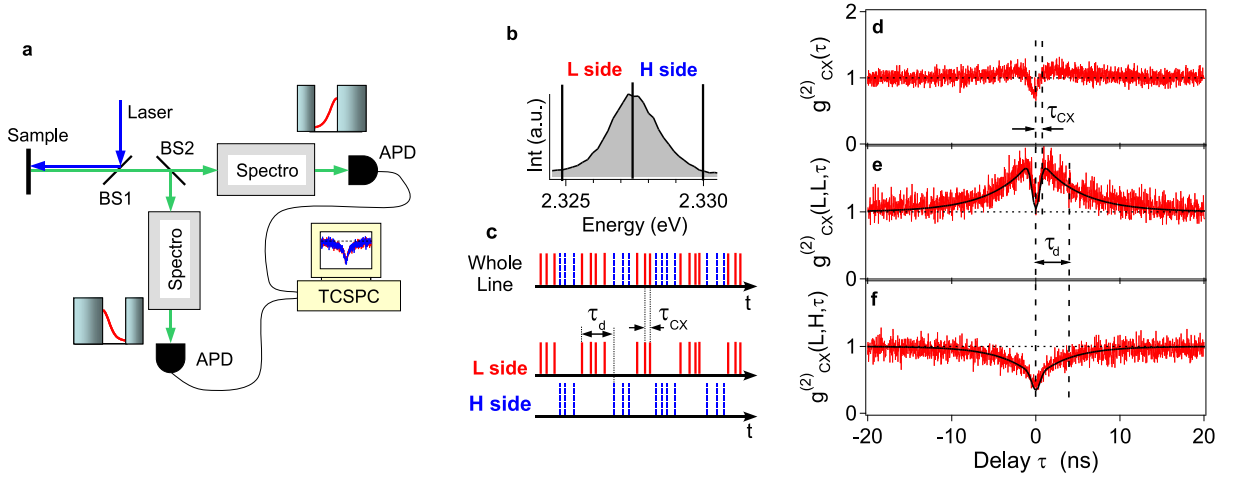 a
Laser
Sample
BS2
BS1
Spectro
APD
Spectro
APD
TCSPC
b
L side
H side
Int (a.u.)
2.325
2.330
Energy (eV)
c
Whole
Line
t
τd
τCX
L side
H side
t
d
2
1
0
g(2)CX(τ)
τCX
e
1
0
g(2)CX(L,L,τ)
τd
f
1
0
g(2)CX(L,H,τ)
-20
-10
0
10
20
Delay τ (ns)